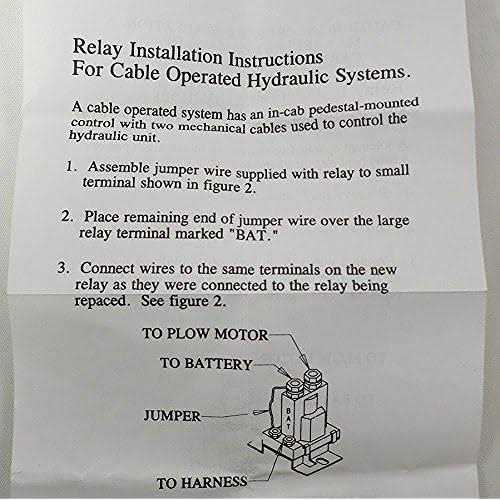 Relay Installation Instructions
For Cable Operated Hydraulic Systems.
A cable operated system has an in-cab pedestal-mounted
control with two mechanical cables used to control the
hydraulic unit.
1. Assemble jumper wire supplied with relay to small
terminal shown in figure 2.
2. Place remaining end of jumper wire over the large
relay terminal marked "BAT."
3. Connect wires to the same terminals on the new
relay as they were connected to the relay being
repaced. See figure 2.
TO PLOW MOTOR
TO BATTERY
JUMPER
BAT
TO HARNESS